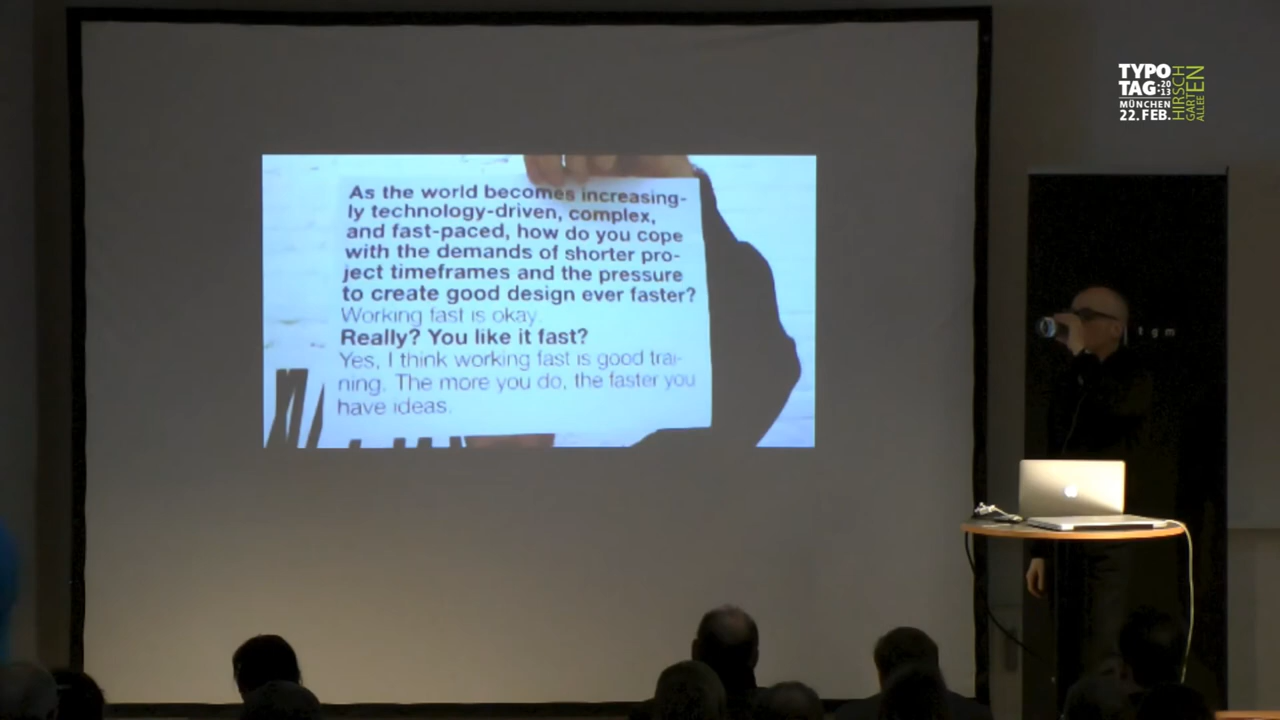 As the world becomes increasing-
ly technology-driven, complex,
and fast-paced, how do you cope
with the demands of shorter pro-
ject timeframes and the pressure
to create good design ever faster?
Working fast is okay.
Really? You like it fast?
Yes, I think working fast is good trai-
ning. The more you do, the faster you
have ideas.
TYPO
TAG:20
:13
MÜNCHEN
22. FEB.
HIRSCH
GARTEN
ALLEE
t g m